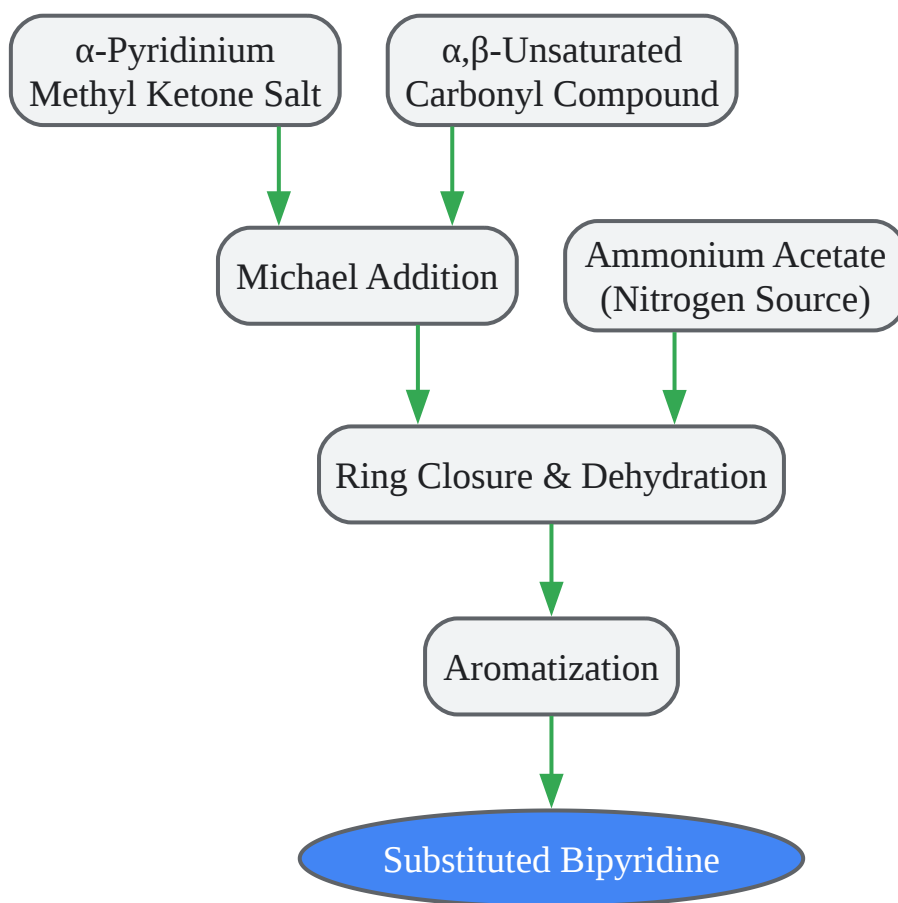 α-Pyridinium
Methyl Ketone Salt
α,β-Unsaturated
Carbonyl Compound
Michael Addition
Ammonium Acetate
(Nitrogen Source)
Ring Closure & Dehydration
Aromatization
Substituted Bipyridine